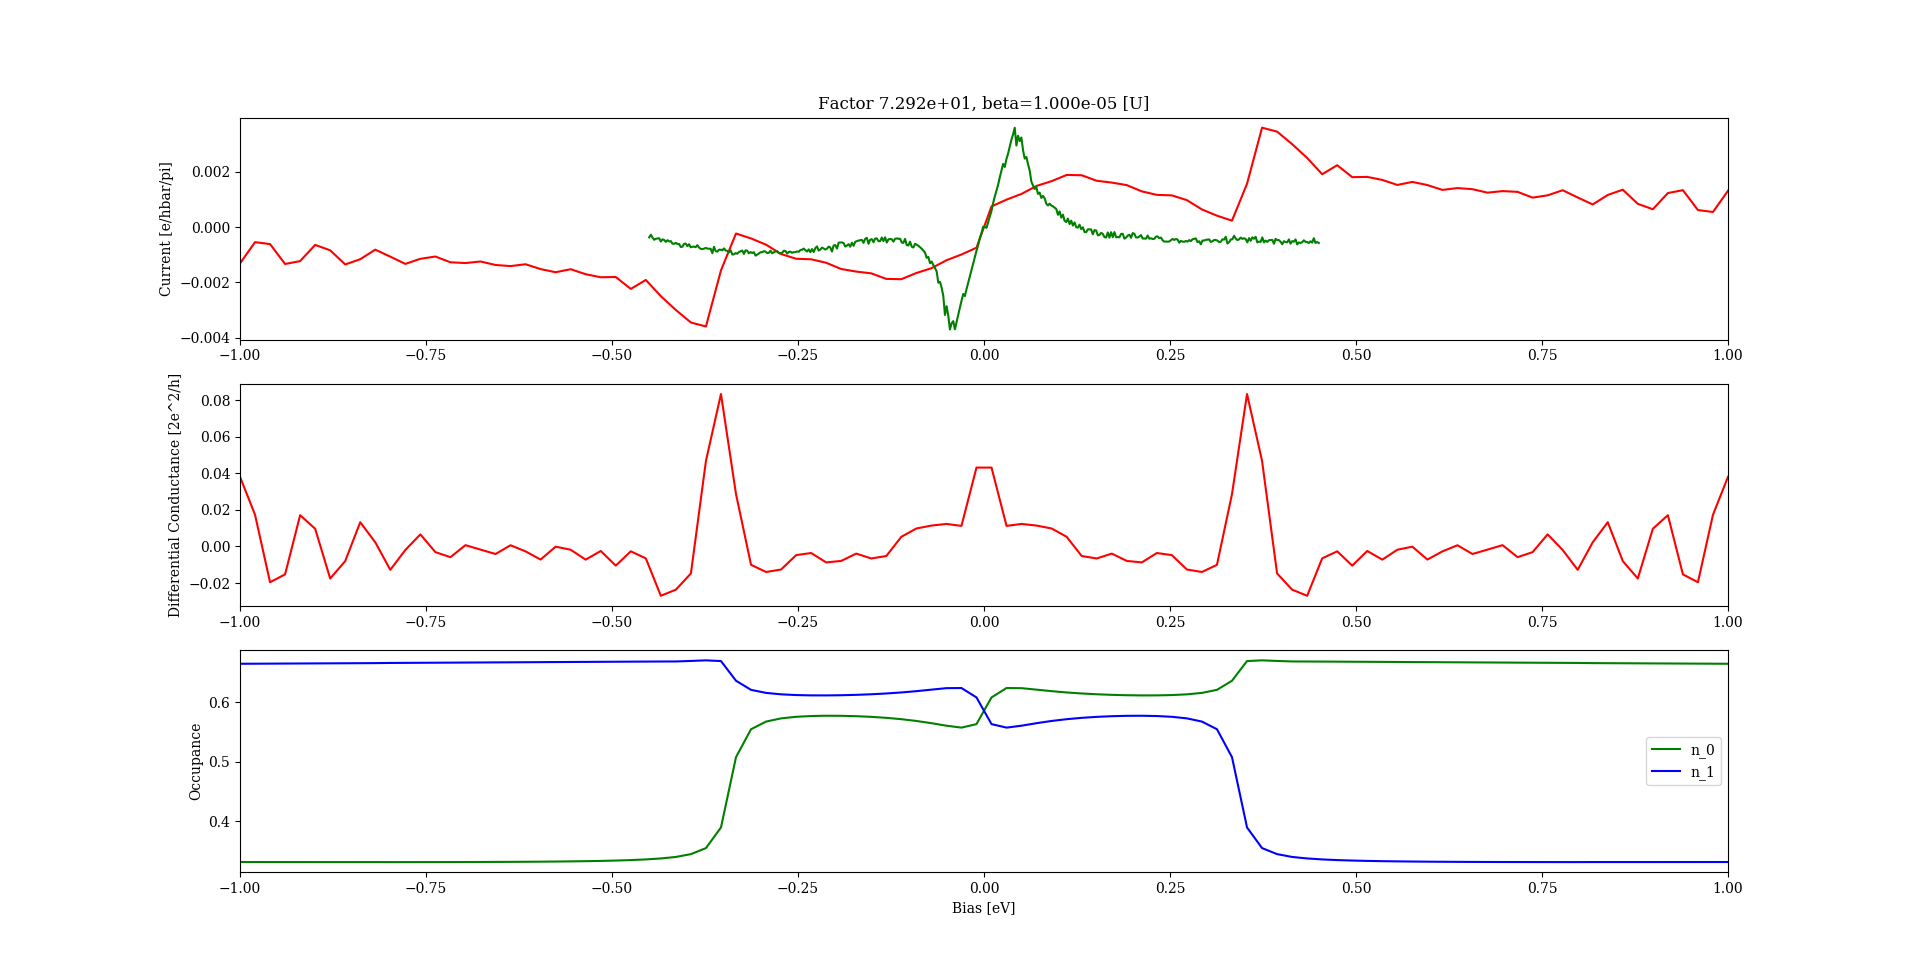 Factor 7.292e+01, beta=1.000e-05 [U]
Current [e/hbar/pi]
0.002
0.000
−0.002
−0.004
−1.00 −0.75 −0.50 −0.25 0.00 0.25 0.50 0.75 1.00
Differential Conductance [2e^2/h]
0.08
0.06
0.04
0.02
0.00
−0.02
−1.00 −0.75 −0.50 −0.25 0.00 0.25 0.50 0.75 1.00
Occupance
0.6
0.5
0.4
n_0
n_1
−1.00 −0.75 −0.50 −0.25 0.00 0.25 0.50 0.75 1.00
Bias [eV]